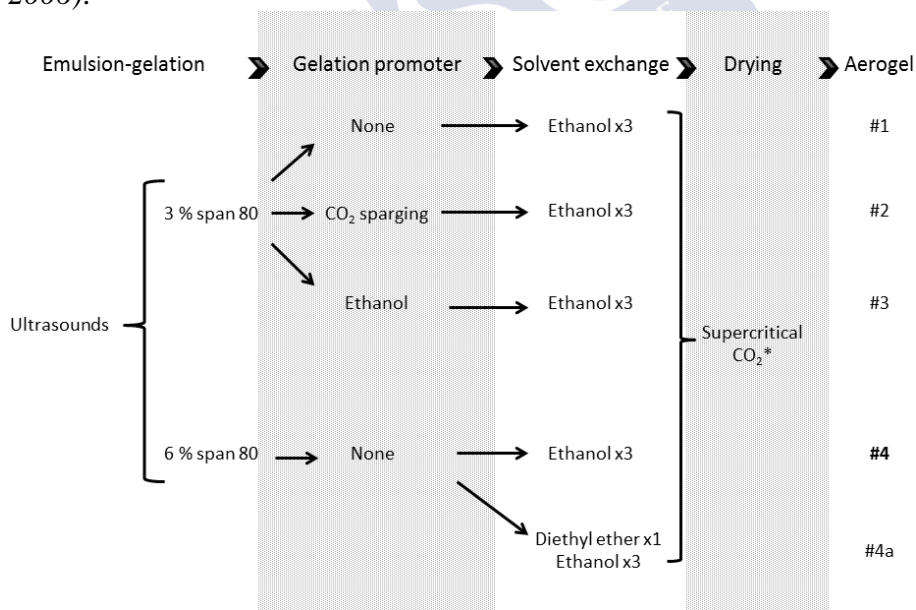 2006).
Emulsion-gelation Gelation promoter Solvent exchange Drying Aerogel
None Ethanol x3 #1
3 % span 80 CO₂ sparging Ethanol x3 #2
Ethanol Ethanol x3 #3
Ultrasounds
Supercritical
CO₂*
6 % span 80 None Ethanol x3 #4
Diethyl ether x1
Ethanol x3
#4a